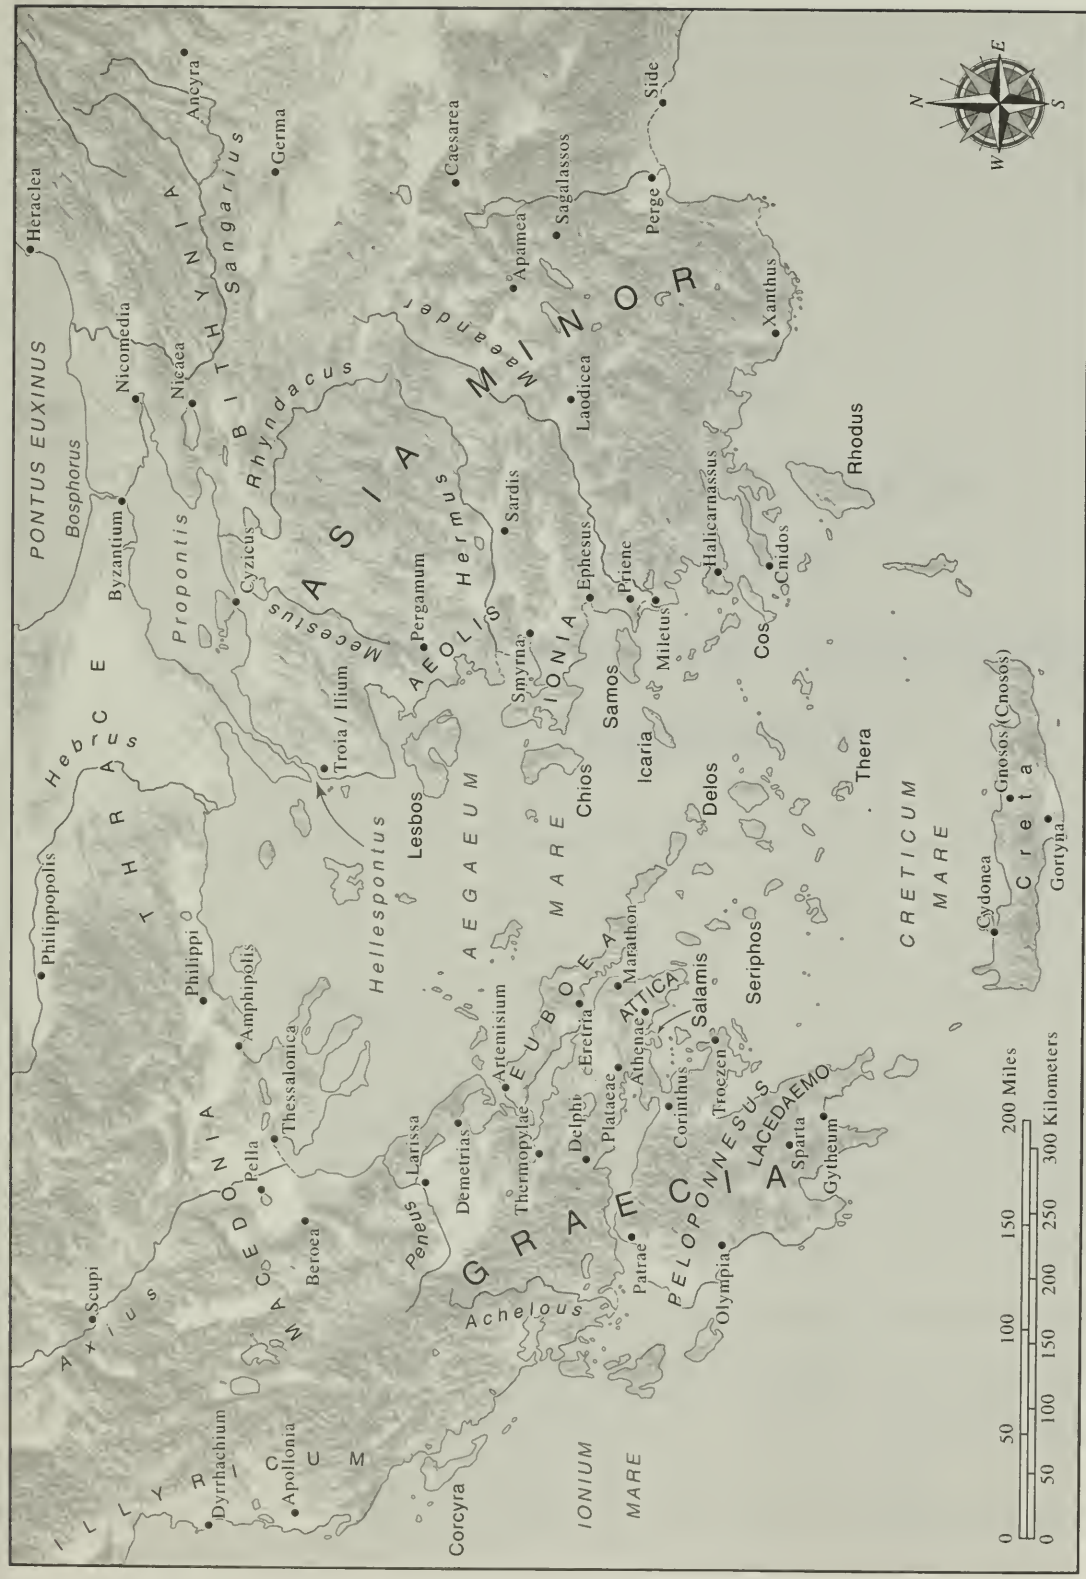 PONTUS EUXINUS
Bosphorus
Heraclea
Byzantium
Nicomedia
Nicaea
Ancyra
BITHYNIA
Sangarius
Germa
Propontis
Cyzicus
Rhyndacus
Mecestus
THRACE
Hebrus
Philippopolis
Philippi
Amphipolis
Thessalonica
Pella
MACEDONIA
Beroea
Axius
Scupi
ILLYRICUM
Dyrrhachium
Apollonia
Corcyra
Hellespontus
Troia / Ilium
ASIA
MINOR
Pergamum
AEOLIS
Hermus
Sardis
Smyrna
IONIA
Ephesus
Priene
Miletus
Maeander
Laodicea
Apamea
Caesarea
Sagalassos
Perge
Side
Xanthus
Halicarnassus
Cnidos
Cos
Rhodus
Lesbos
AEGAEUM
MARE
Chios
Samos
Icaria
Delos
Thera
Seriphos
Salamis
Larissa
Peneus
Demetrias
Artemisium
Thermopylae
EUBOEA
Eretria
Delphi
Plataeae
Marathon
ATTICA
Athenae
GRAECIA
Achelous
Patrae
Corinthus
Troezen
PELOPONNESUS
LACEDAEMO
Olympia
Sparta
Gytheum
IONIUM
MARE
CRETICUM
MARE
Cydonea
Creta
Gnosos (Cnosos)
Gortyna
N
E
S
W
0 50 100 150 200 Miles
0 50 100 150 200 250 300 Kilometers